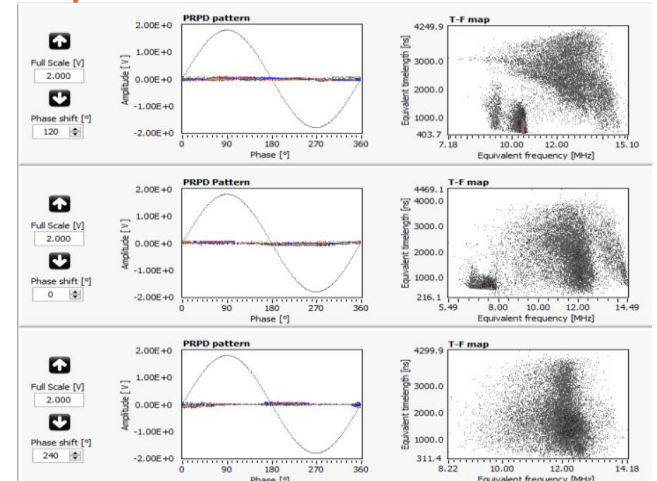 PRPD pattern
T-F map
Full Scale [V]
2.000
Phase shift [°]
120
Amplitude [V]
2.00E+0
1.00E+0
0.00E+0
-1.00E+0
-2.00E+0
0 90 180 270 360
Phase [°]
Equivalent timelength [ns]
4249.9
3000.0
2000.0
1000.0
403.7
7.18 10.00 12.00 15.10
Equivalent frequency [MHz]
PRPD Pattern
T-F map
Full Scale [V]
2.000
Phase shift [°]
0
Amplitude [V]
2.00E+0
1.00E+0
0.00E+0
-1.00E+0
-2.00E+0
0 90 180 270 360
Phase [°]
Equivalent timelength [ns]
4469.1
4000.0
3000.0
2000.0
1000.0
216.1
5.49 8.00 10.00 12.00 14.49
Equivalent frequency [MHz]
PRPD Pattern
T-F map
Full Scale [V]
2.000
Phase shift [°]
240
Amplitude [V]
2.00E+0
1.00E+0
0.00E+0
-1.00E+0
-2.00E+0
0 90 180 270 360
Phase [°]
Equivalent timelength [ns]
4299.9
3000.0
2000.0
1000.0
311.4
8.22 10.00 12.00 14.18
Equivalent frequency [MHz]